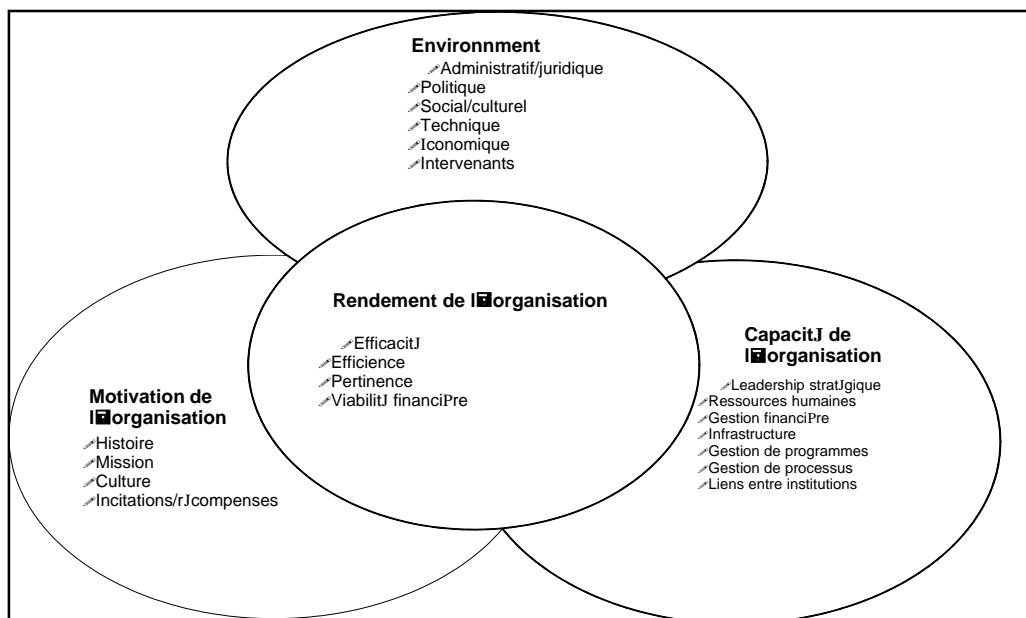 Environnment
Administratif/juridique
Politique
Social/culturel
Technique
Iconomique
Intervenants
Rendement de l🖬organisation
EfficacitJ
Efficience
Pertinence
ViabilitJ financiPre
Motivation de
l🖬organisation
Histoire
Mission
Culture
Incitations/rJcompenses
CapacitJ de
l🖬organisation
Leadership stratJgique
Ressources humaines
Gestion financiPre
Infrastructure
Gestion de programmes
Gestion de processus
Liens entre institutions